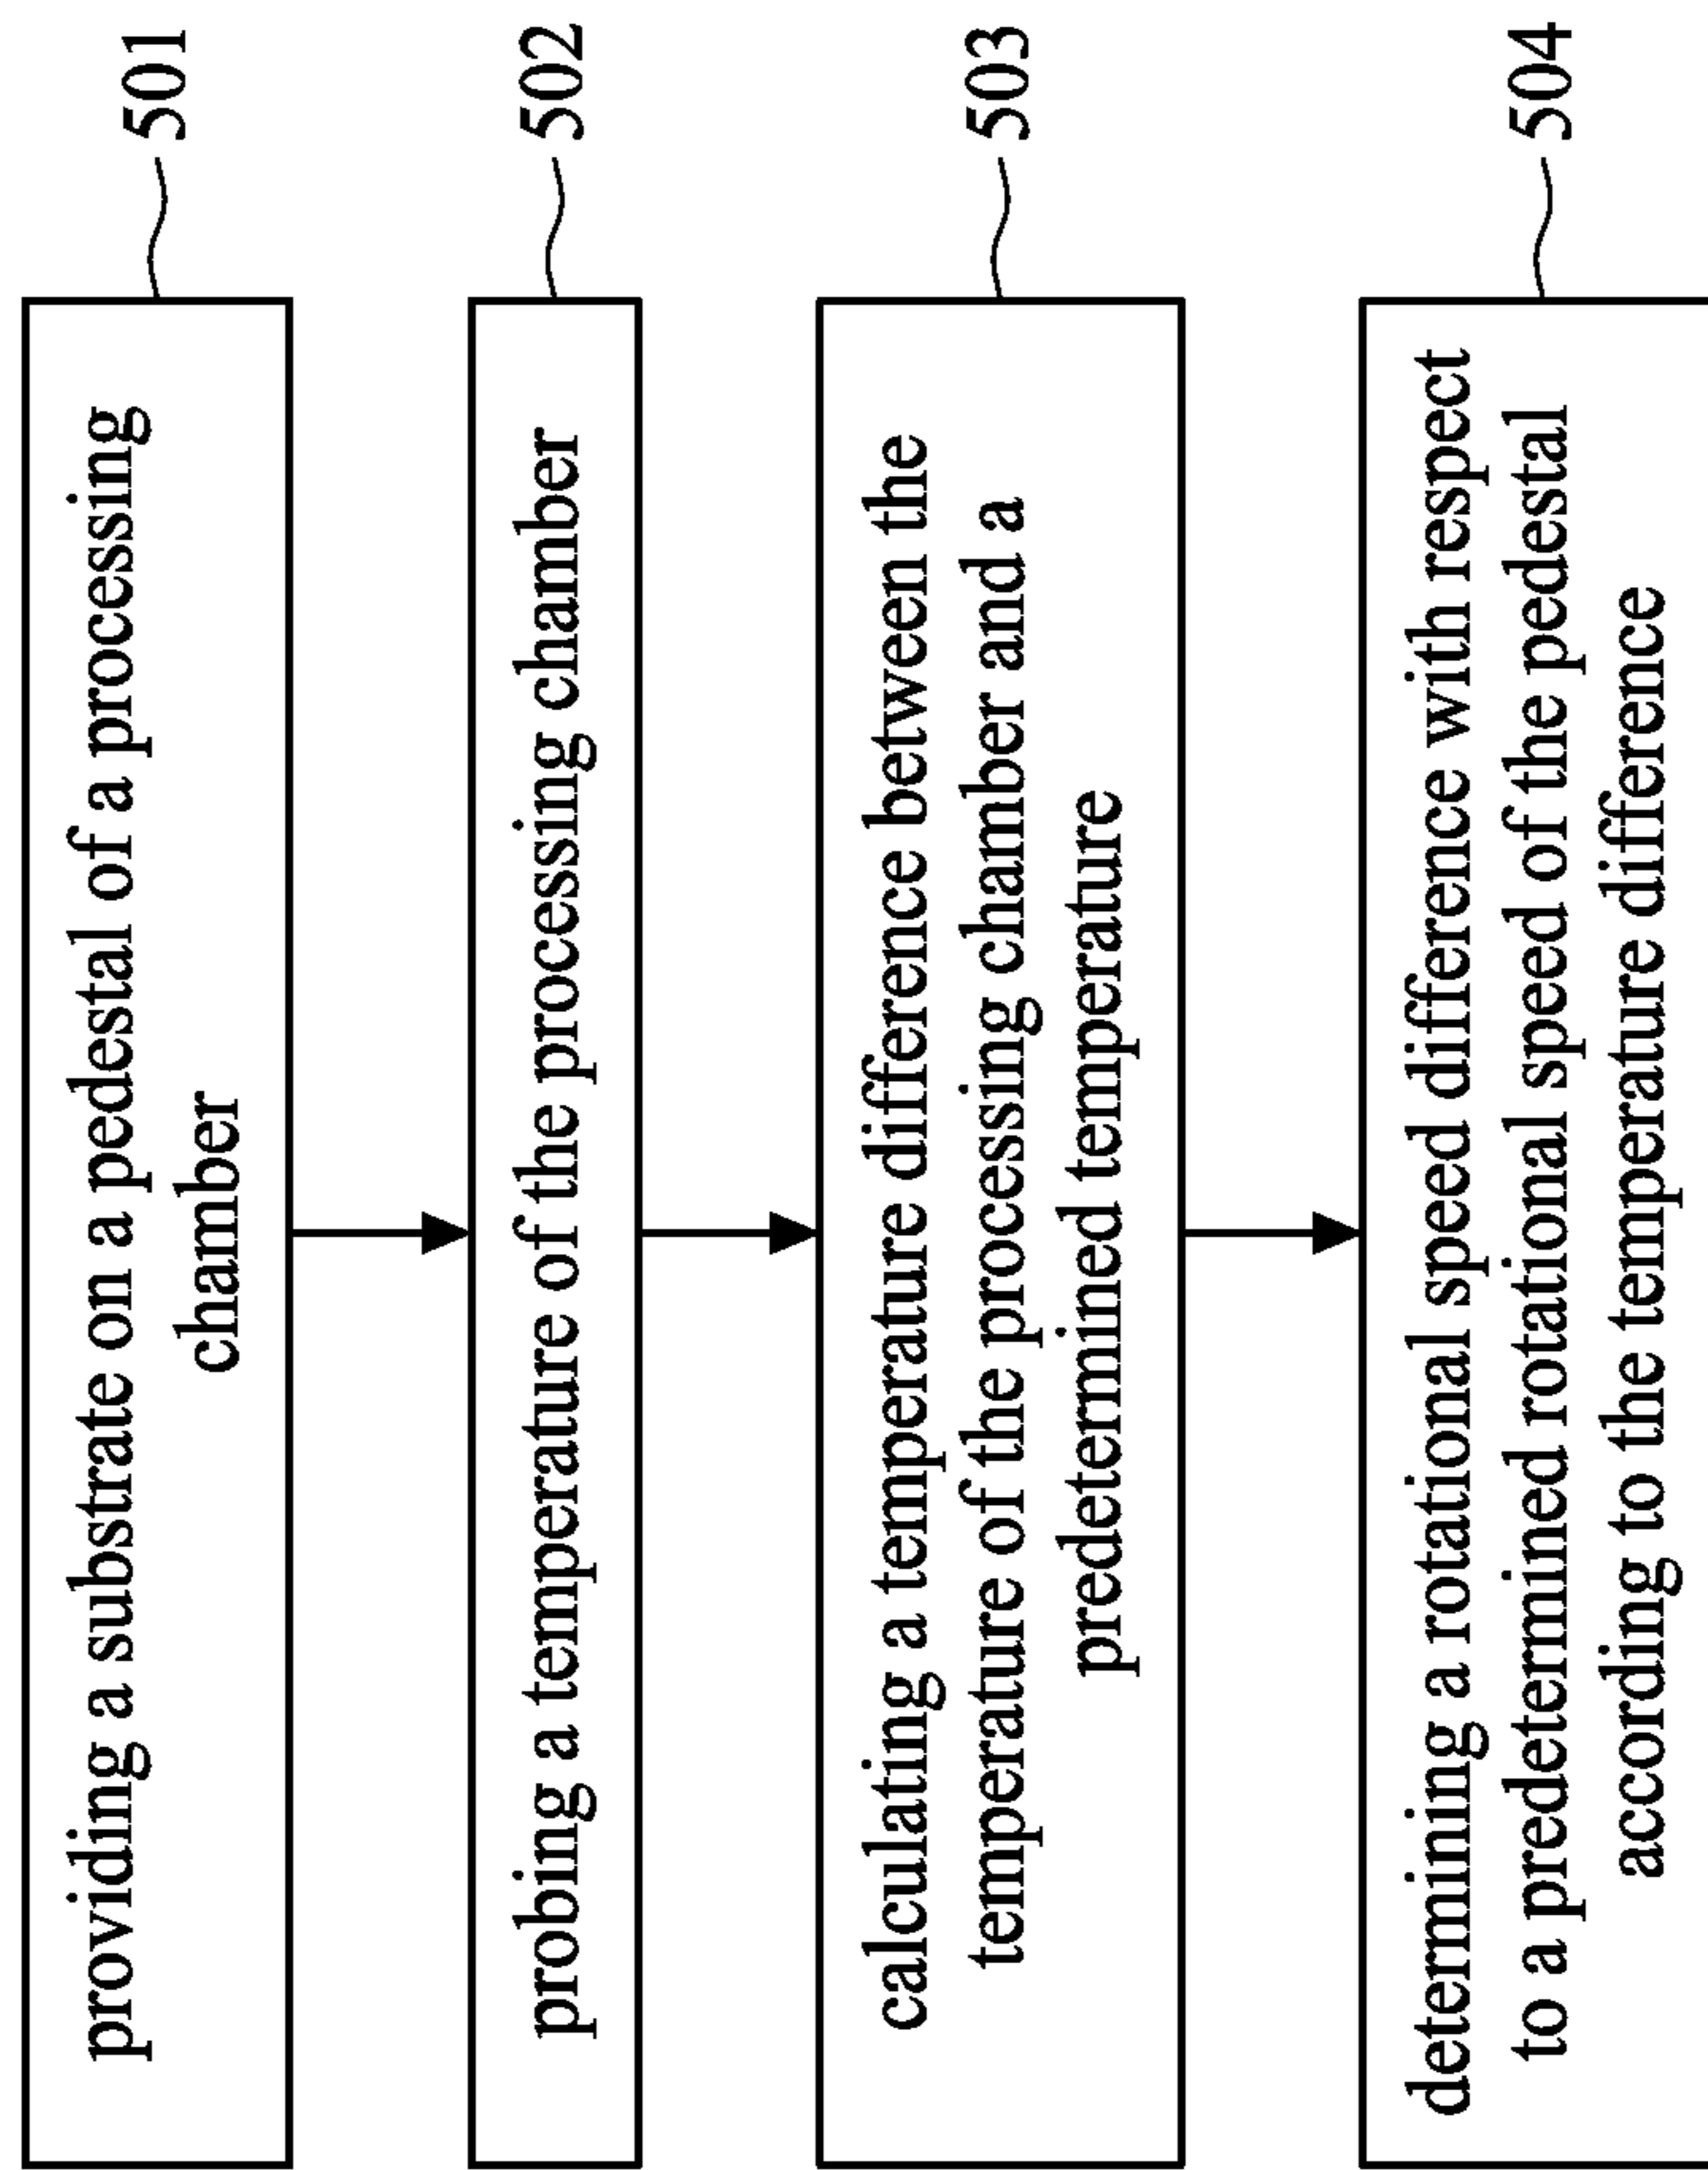 providing a substrate on a pedestal of a processing
chamber
501
probing a temperature of the processing chamber
502
calculating a temperature difference between the
temperature of the processing chamber and a
predetermined temperature
503
determining a rotational speed difference with respect
to a predetermined rotational speed of the pedestal
according to the temperature difference
504